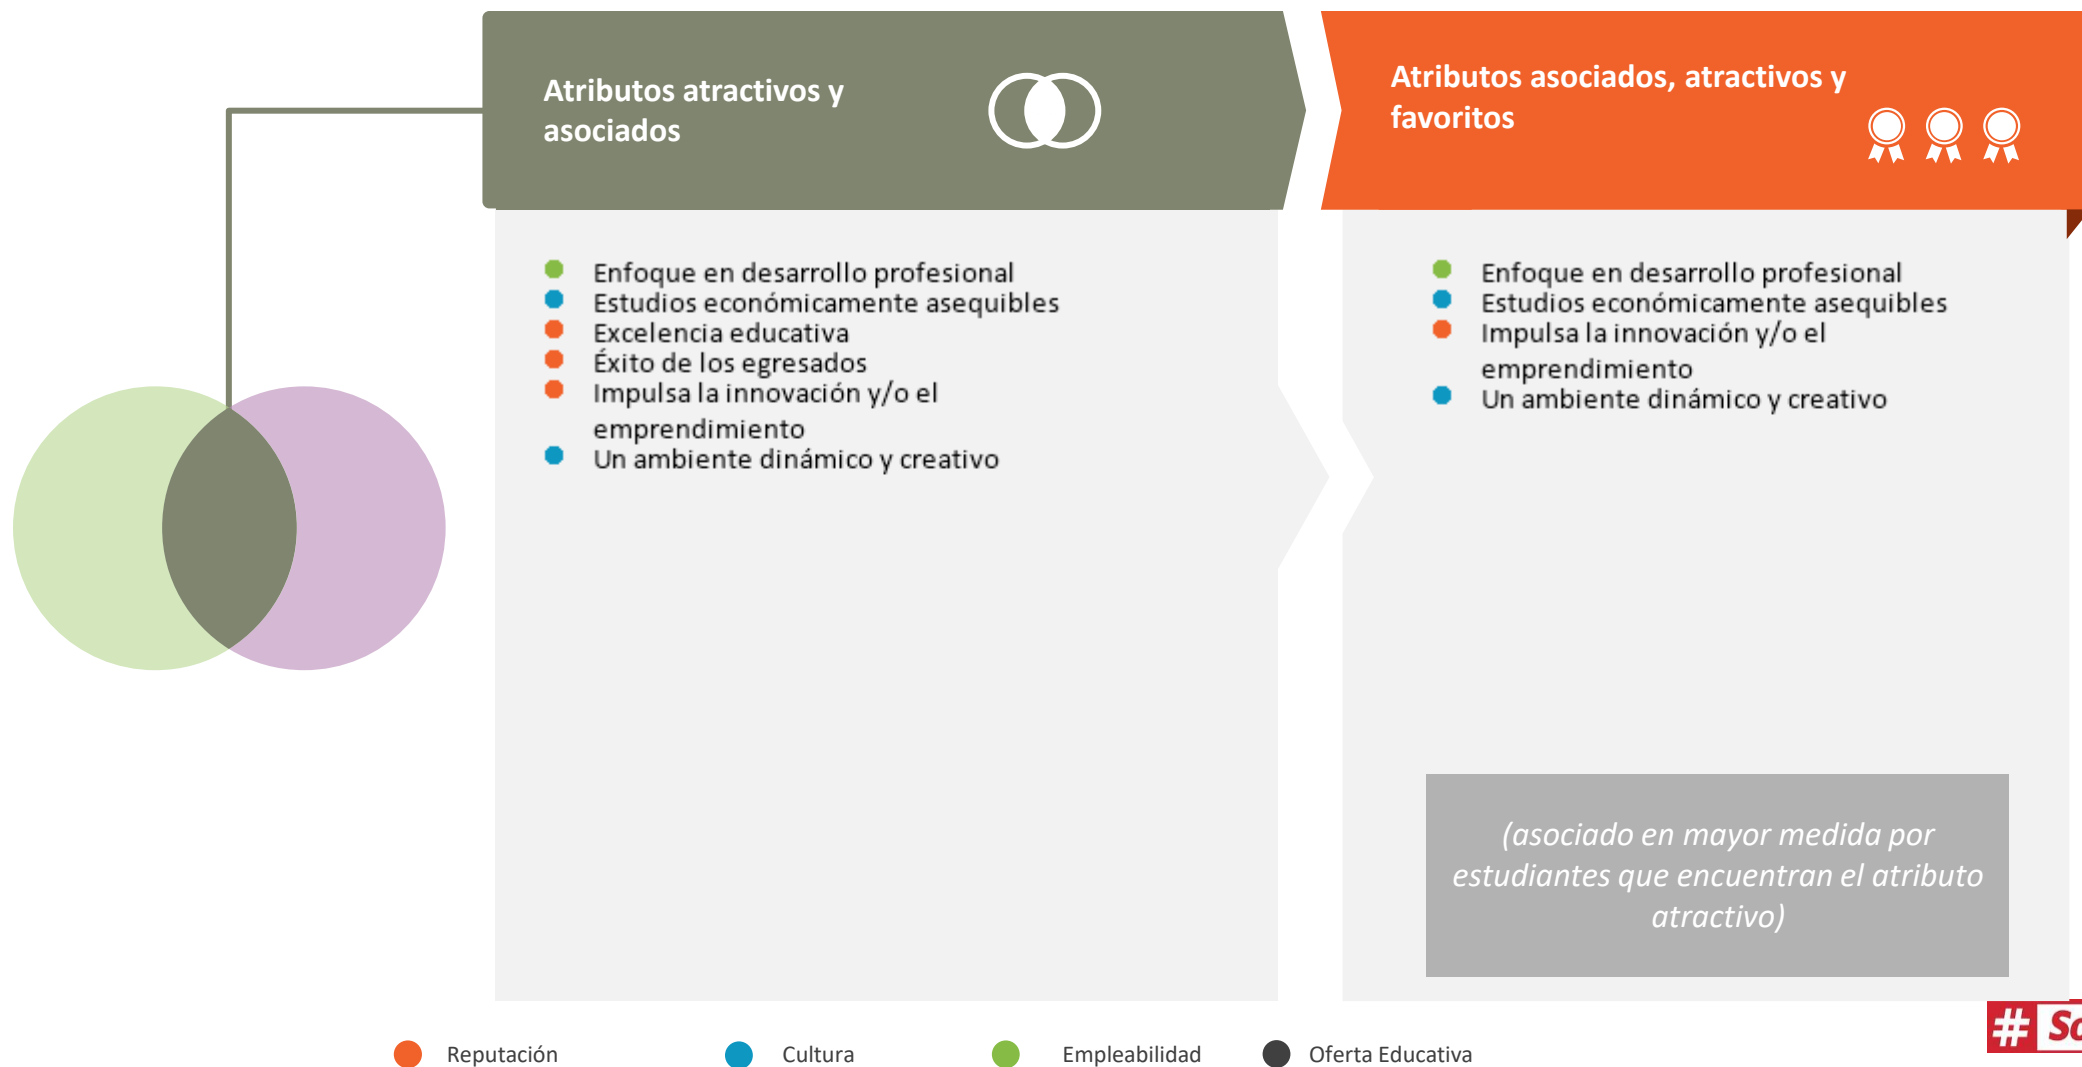 Atributos atractivos y
asociados
Atributos asociados, atractivos y
favoritos
Enfoque en desarrollo profesional
Estudios económicamente asequibles
Excelencia educativa
Éxito de los egresados
Impulsa la innovación y/o el
emprendimiento
Un ambiente dinámico y creativo
Enfoque en desarrollo profesional
Estudios económicamente asequibles
Impulsa la innovación y/o el
emprendimiento
Un ambiente dinámico y creativo
(asociado en mayor medida por
estudiantes que encuentran el atributo
atractivo)
#
Reputación
Cultura
Empleabilidad
Oferta Educativa